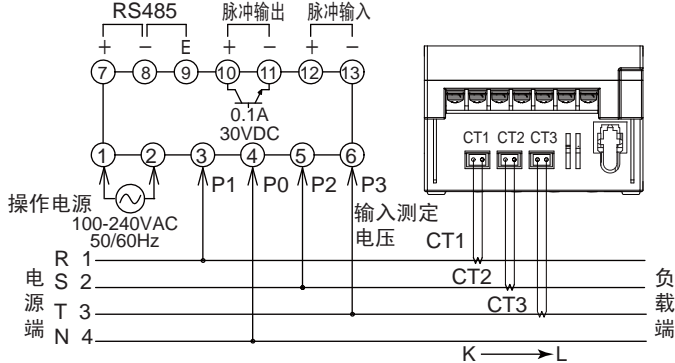 RS485 脉冲输出 脉冲输入
+ − E + − + −
7 8 9 10 11 12 13
0.1A
30VDC
CT1 CT2 CT3
1 2 3 4 5 6
P1 P0 P2 P3
操作电源
100-240VAC
50/60Hz
输入测定
电压
CT1
CT2
CT3
电源端
R 1
S 2
T 3
N 4
负载端
K L